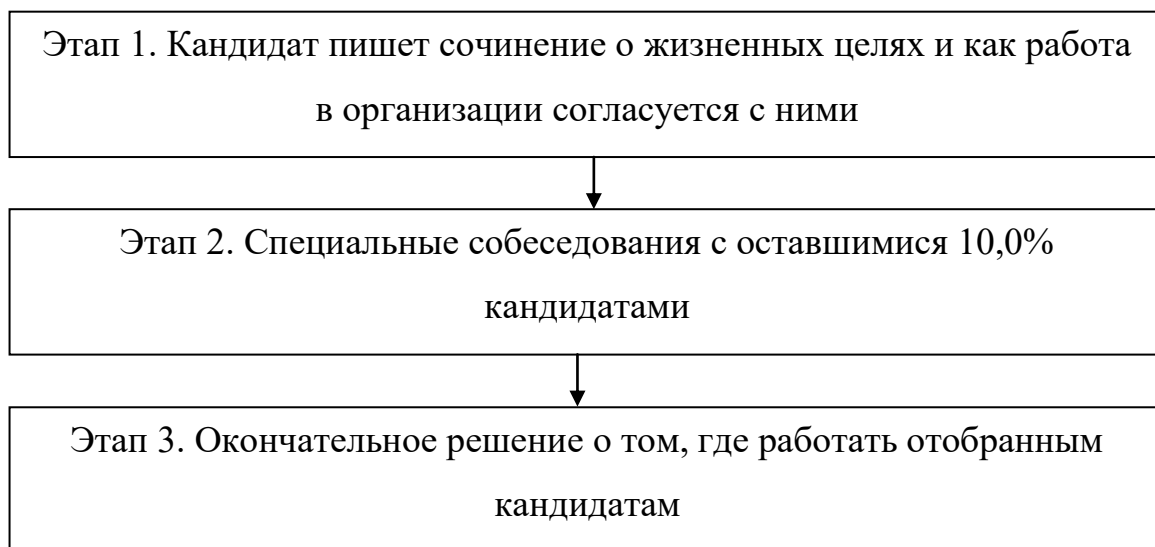 Этап 1. Кандидат пишет сочинение о жизненных целях и как работа
в организации согласуется с ними
Этап 2. Специальные собеседования с оставшимися 10,0%
кандидатами
Этап 3. Окончательное решение о том, где работать отобранным
кандидатам